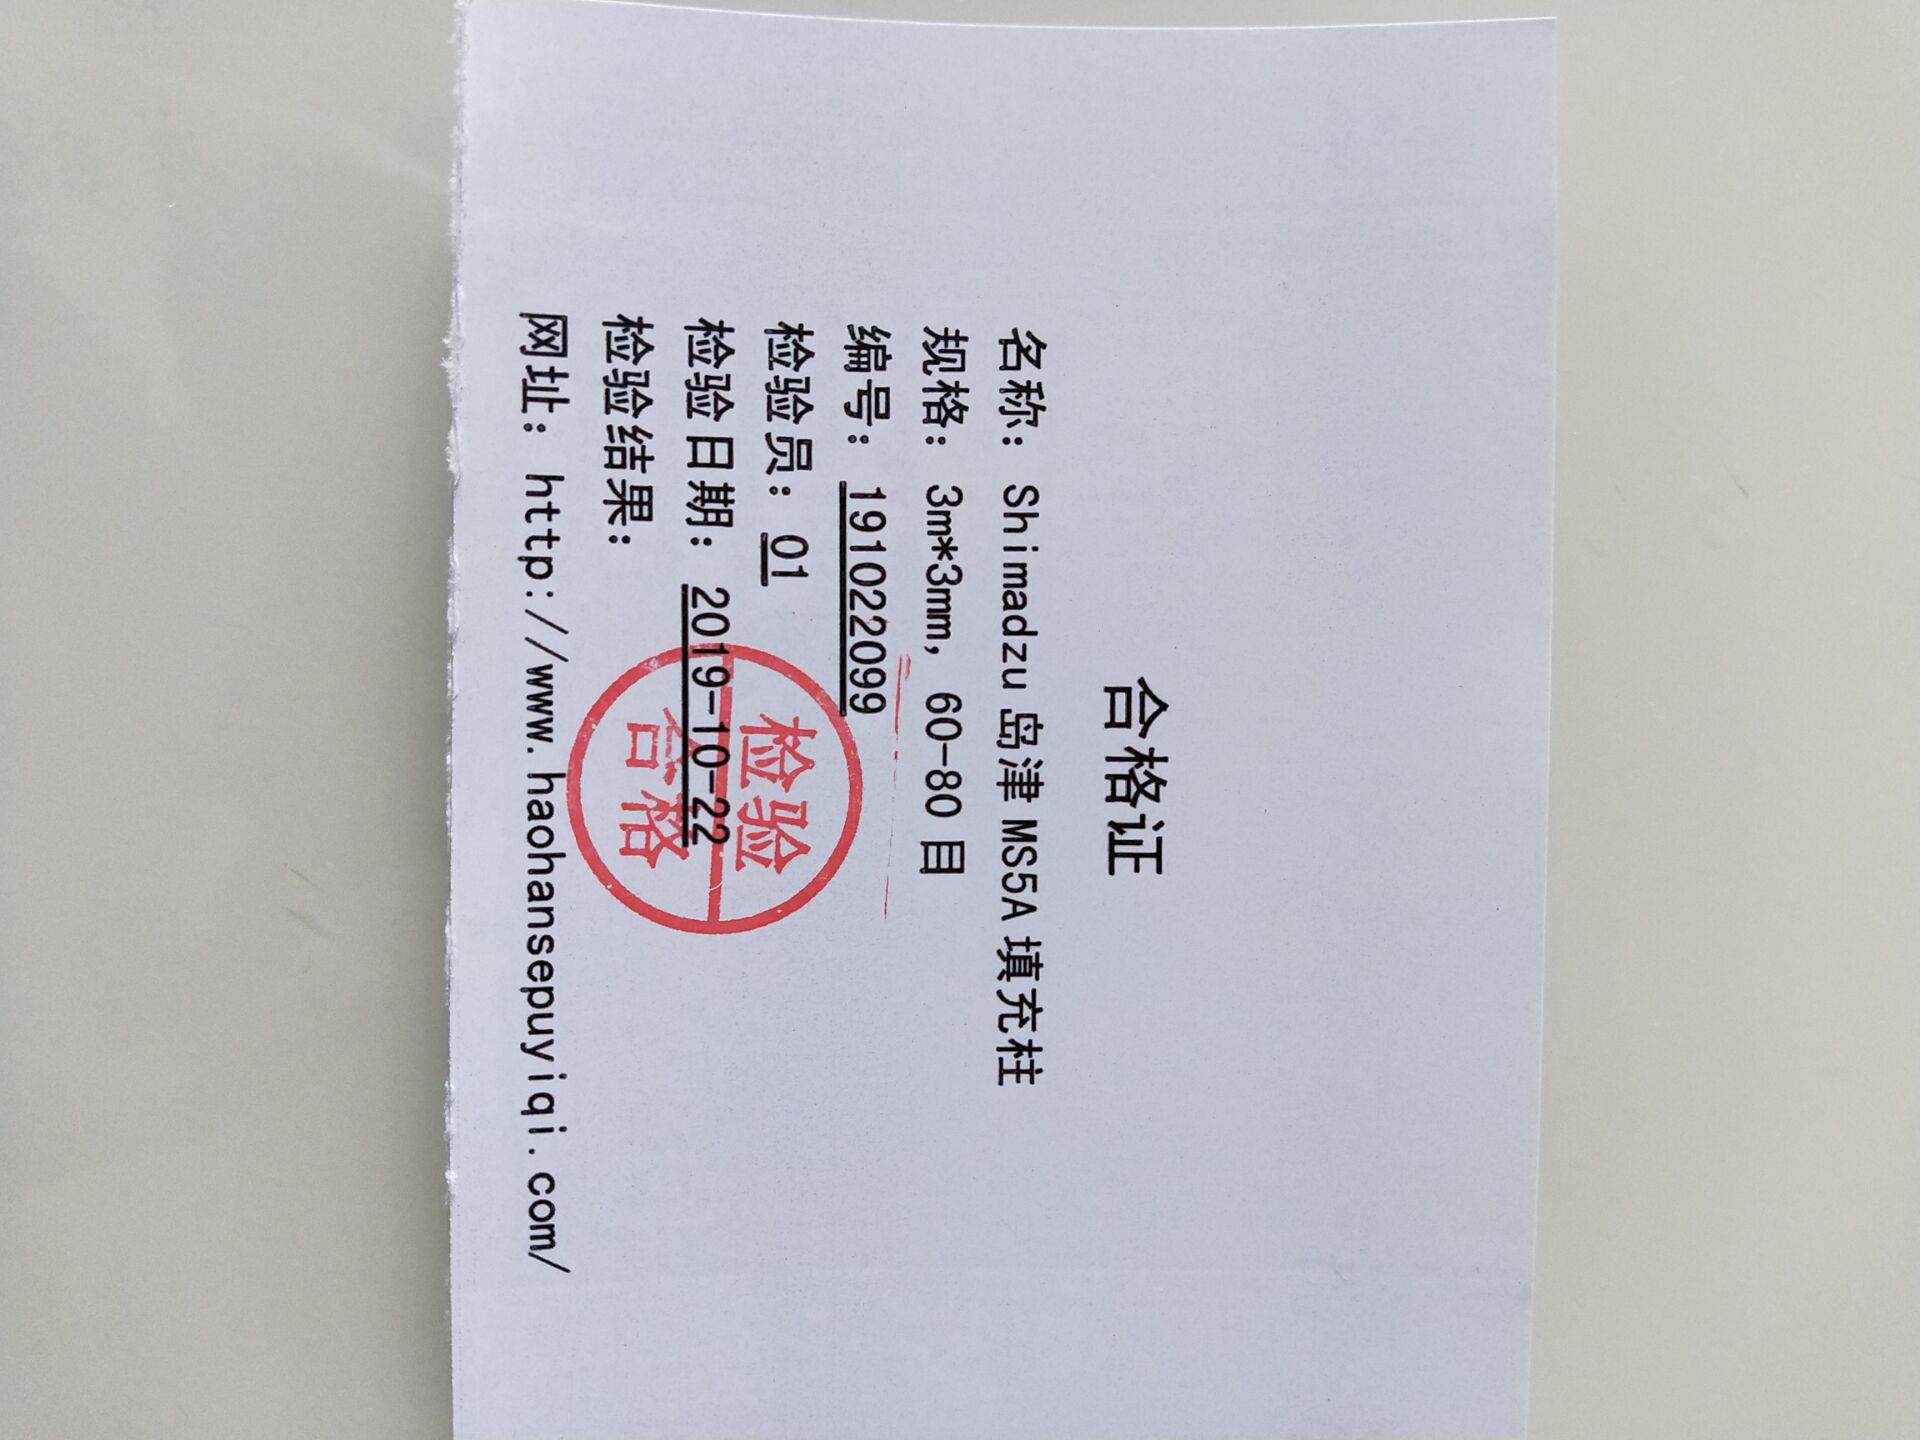 合格证
名称：Shimadzu 岛津 MS5A 填充柱
规格：3m*3mm，60-80 目
编号：191022099
检验员：01
检验日期：2019-10-22
检验结果：
检验
合格
网址：http://www.haohansepuyiqi.com/